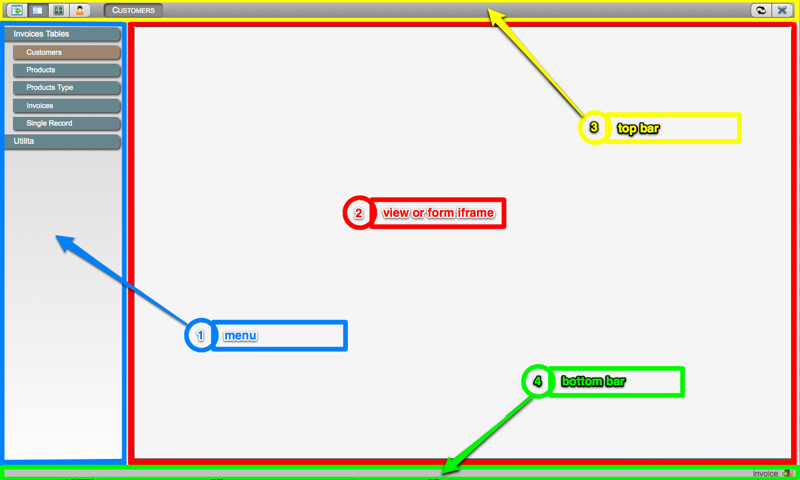 CUSTOMERS
Invoices Tables
Customers
Products
Products Type
Invoices
Single Record
Utilita
3 top bar
2 view or form iframe
1 menu
4 bottom bar
invoice